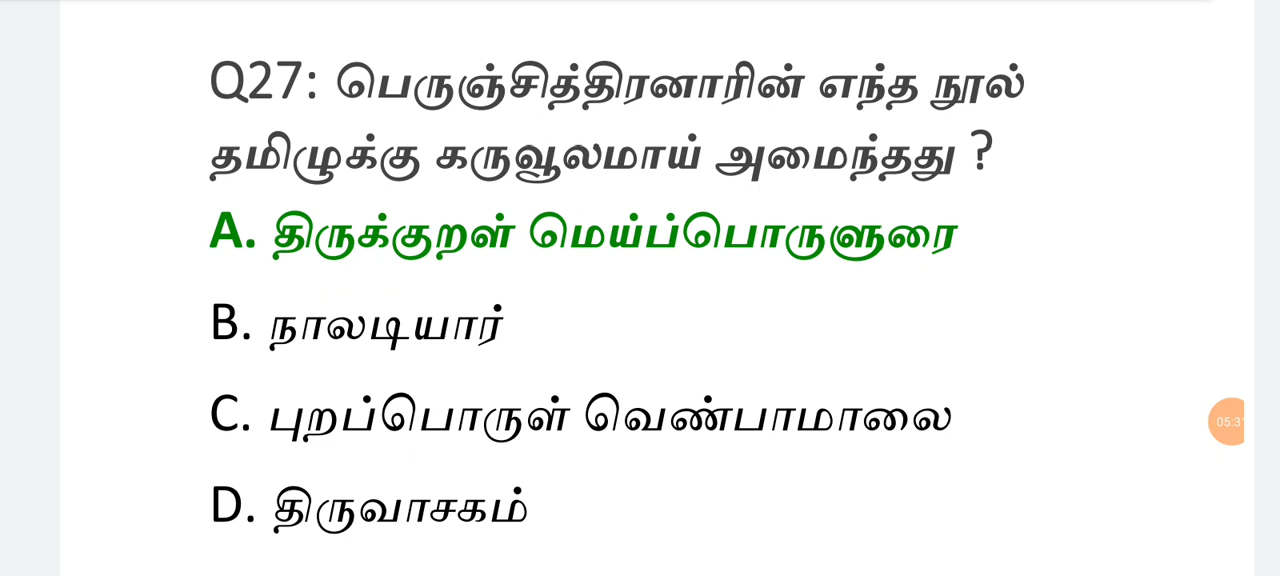 Q27: பெருஞ்சித்திரனாரின் எந்த நூல்
தமிழுக்கு கருவூலமாய் அமைந்தது ?
A. திருக்குறள் மெய்ப்பொருளுரை
B. நாலடியார்
C. புறப்பொருள் வெண்பாமாலை
D. திருவாசகம்